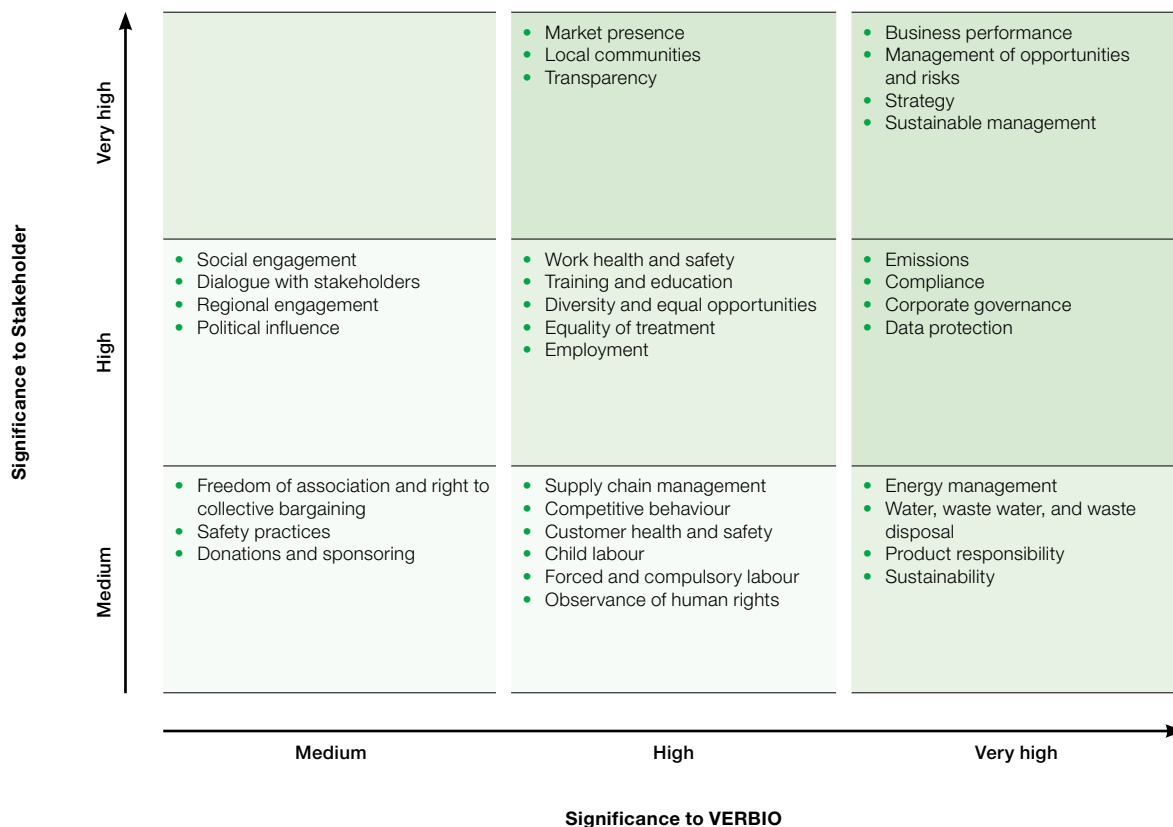 Significance to Stakeholder
Very high
High
Medium
Market presence
Local communities
Transparency
Business performance
Management of opportunities
and risks
Strategy
Sustainable management
Social engagement
Dialogue with stakeholders
Regional engagement
Political influence
Work health and safety
Training and education
Diversity and equal opportunities
Equality of treatment
Employment
Emissions
Compliance
Corporate governance
Data protection
Freedom of association and right to
collective bargaining
Safety practices
Donations and sponsoring
Supply chain management
Competitive behaviour
Customer health and safety
Child labour
Forced and compulsory labour
Observance of human rights
Energy management
Water, waste water, and waste
disposal
Product responsibility
Sustainability
Medium
High
Very high
Significance to VERBIO